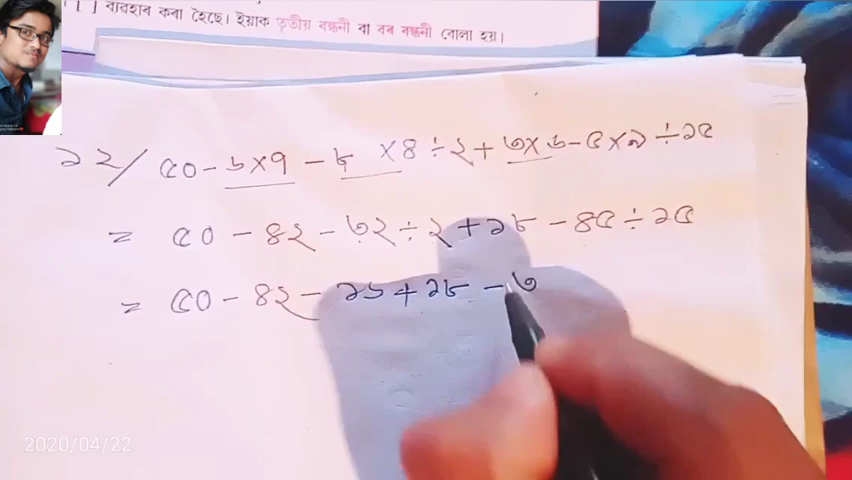 [ ] ব্যৱহাৰ কৰা হৈছে। ইয়াক তৃতীয় বন্ধনী বা বৰ বন্ধনী বোলা হয়।
১২/ ৫০ - ৬×৭ - ৮ ×৪ ÷ ২ + ৩×৬ - ৫×৯ ÷ ১৫
= ৫০ - ৪২ - ৩২ ÷ ২ + ১৮ - ৪৫ ÷ ১৫
= ৫০ - ৪২ - ১৬ + ১৮ - ৩
2020/04/22